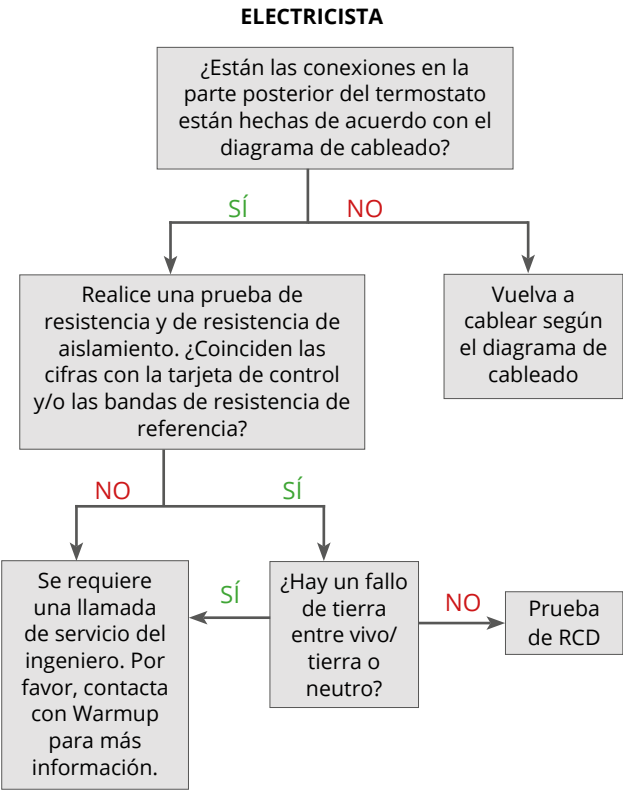 ELECTRICISTA
¿Están las conexiones en la
parte posterior del termostato
están hechas de acuerdo con el
diagrama de cableado?
SÍ
NO
Realice una prueba de
resistencia y de resistencia de
aislamiento. ¿Coinciden las
cifras con la tarjeta de control
y/o las bandas de resistencia de
referencia?
Vuelva a
cablear según
el diagrama de
cableado
NO
SÍ
Se requiere
una llamada
de servicio del
ingeniero. Por
favor, contacta
con Warmup
para más
información.
SÍ
¿Hay un fallo
de tierra
entre vivo/
tierra o
neutro?
NO
Prueba
de RCD